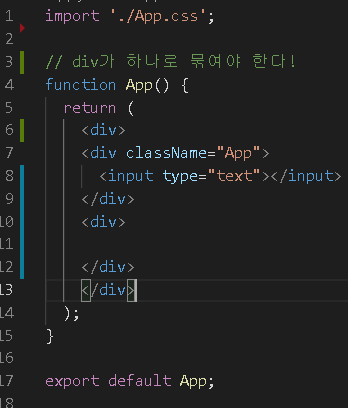 1 import './App.css';
2
3 // div가 하나로 묶여야 한다!
4 function App() {
5 return (
6 <div>
7 <div className="App">
8 <input type="text"></input>
9 </div>
10 <div>
11
12 </div>
13 </div>
14 );
15 }
16
17 export default App;
18